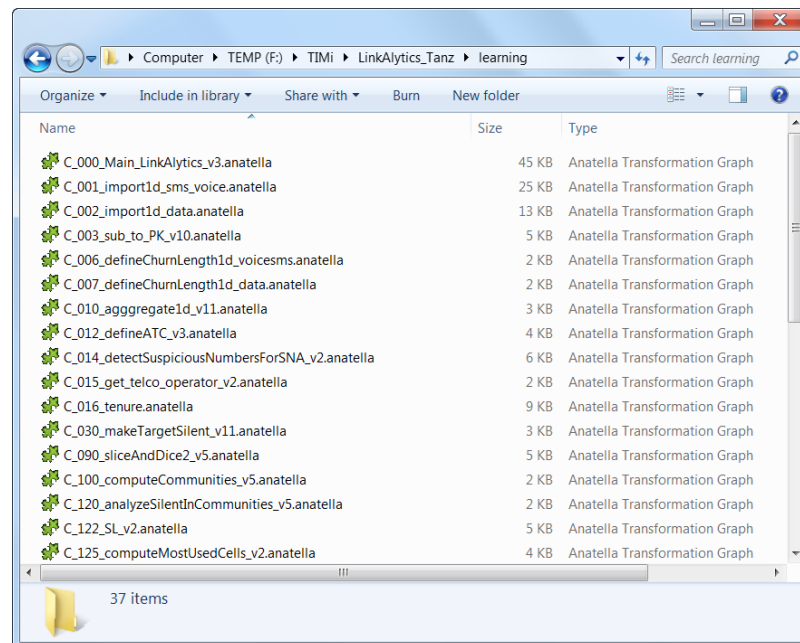 Computer TEMP (F:) TIMi LinkAlytics_Tanz learning Search learning
Organize Include in library Share with Burn New folder
Name Size Type
C_000_Main_LinkAlytics_v3.anatella 45 KB Anatella Transformation Graph
C_001_import1d_sms_voice.anatella 25 KB Anatella Transformation Graph
C_002_import1d_data.anatella 13 KB Anatella Transformation Graph
C_003_sub_to_PK_v10.anatella 5 KB Anatella Transformation Graph
C_006_defineChurnLength1d_voicesms.anatella 2 KB Anatella Transformation Graph
C_007_defineChurnLength1d_data.anatella 2 KB Anatella Transformation Graph
C_010_agggregate1d_v11.anatella 3 KB Anatella Transformation Graph
C_012_defineATC_v3.anatella 4 KB Anatella Transformation Graph
C_014_detectSuspiciousNumbersForSNA_v2.anatella 6 KB Anatella Transformation Graph
C_015_get_telco_operator_v2.anatella 2 KB Anatella Transformation Graph
C_016_tenure.anatella 9 KB Anatella Transformation Graph
C_030_makeTargetSilent_v11.anatella 3 KB Anatella Transformation Graph
C_090_sliceAndDice2_v5.anatella 5 KB Anatella Transformation Graph
C_100_computeCommunities_v5.anatella 2 KB Anatella Transformation Graph
C_120_analyzeSilentInCommunities_v5.anatella 2 KB Anatella Transformation Graph
C_122_SL_v2.anatella 5 KB Anatella Transformation Graph
C_125_computeMostUsedCells_v2.anatella 4 KB Anatella Transformation Graph
37 items